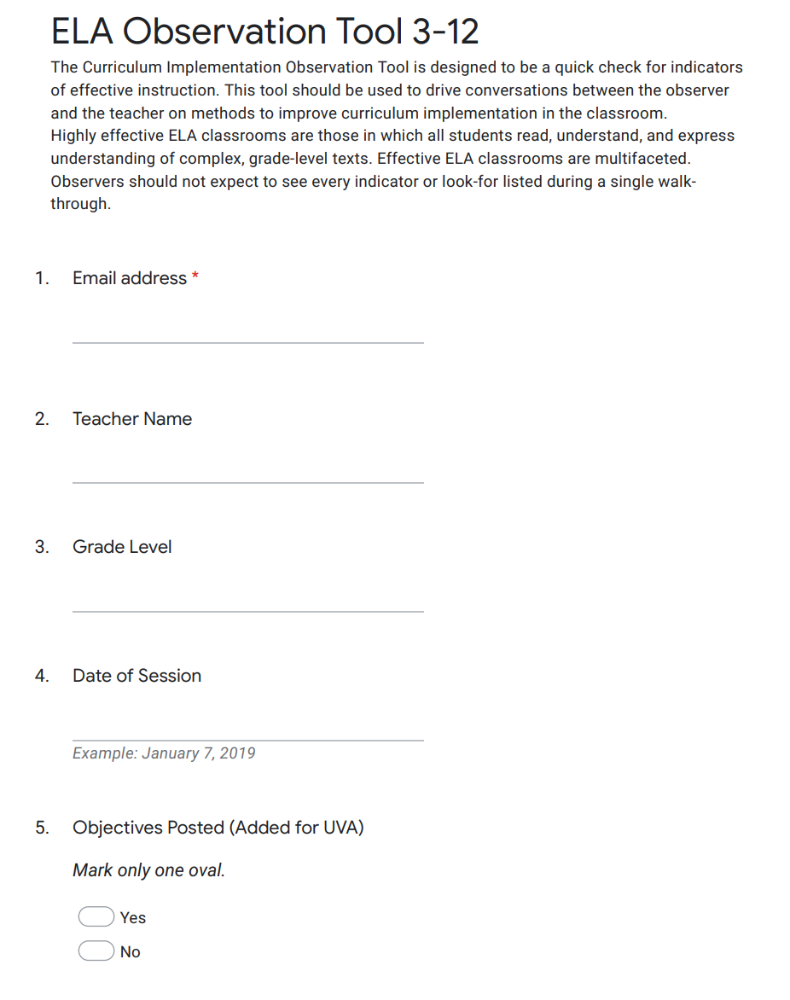 ELA Observation Tool 3-12
The Curriculum Implementation Observation Tool is designed to be a quick check for indicators
of effective instruction. This tool should be used to drive conversations between the observer
and the teacher on methods to improve curriculum implementation in the classroom.
Highly effective ELA classrooms are those in which all students read, understand, and express
understanding of complex, grade-level texts. Effective ELA classrooms are multifaceted.
Observers should not expect to see every indicator or look-for listed during a single walk-
through.
1. Email address *
2. Teacher Name
3. Grade Level
4. Date of Session
Example: January 7, 2019
5. Objectives Posted (Added for UVA)
Mark only one oval.
Yes
No